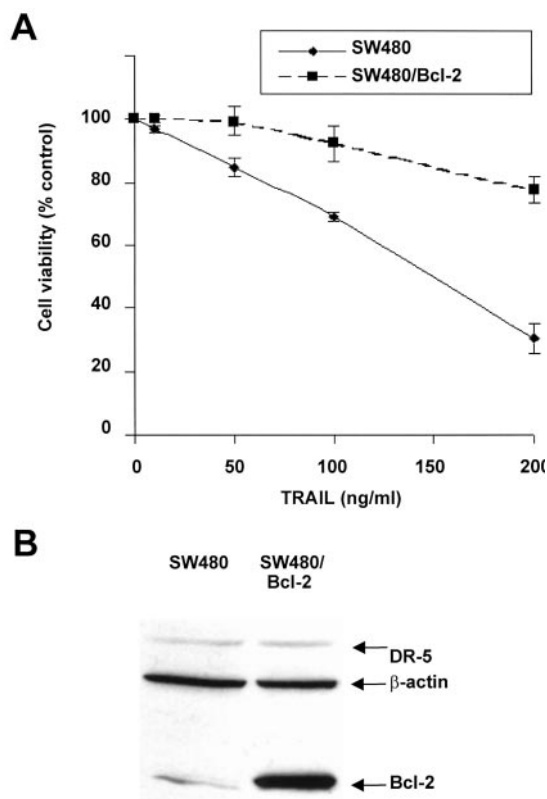 A
SW480
SW480/Bcl-2
Cell viability (% control)
100
80
60
40
20
0
0 50 100 150 200
TRAIL (ng/ml)
B
SW480 SW480/
Bcl-2
DR-5
β-actin
Bcl-2